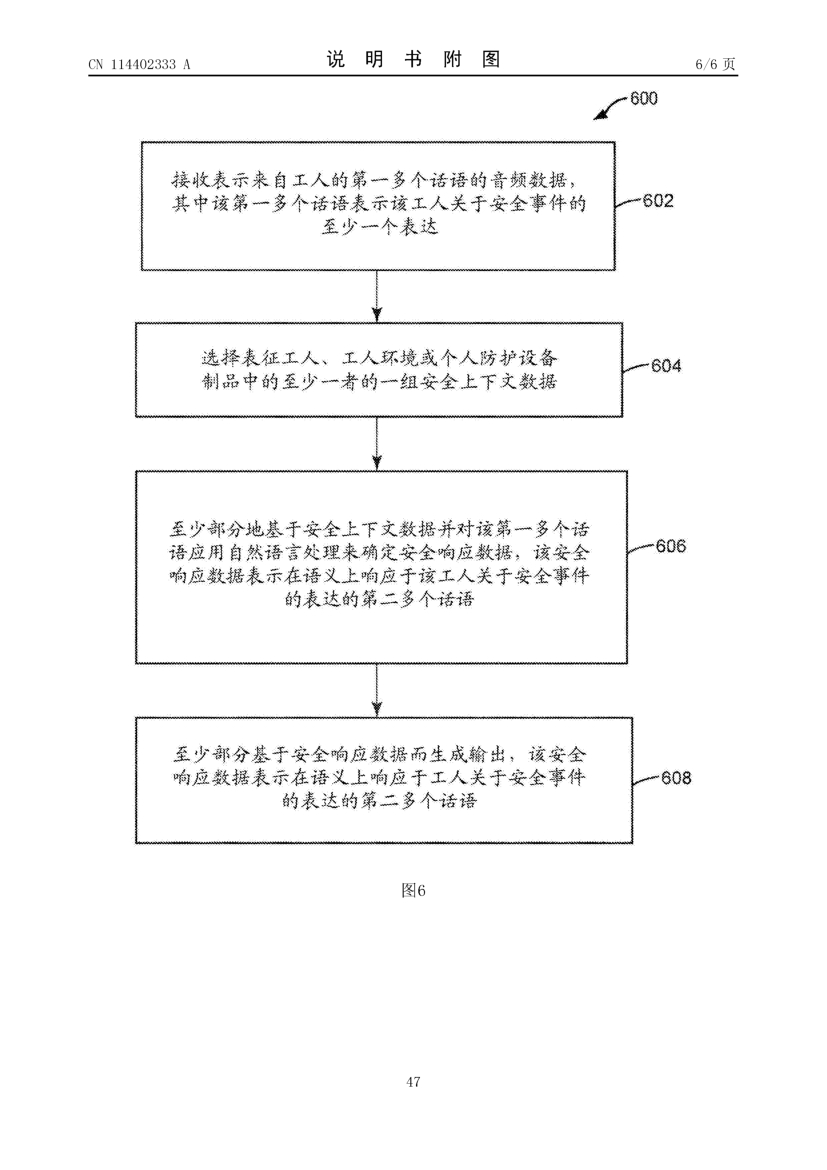 CN 114402333 A
说 明 书 附 图
6/6 页
600
接收表示来自工人的第一多个话语的音频数据，
其中该第一多个话语表示该工人关于安全事件的
至少一个表达
602
选择表征工人、工人环境或个人防护设备
制品中的至少一者的一组安全上下文数据
604
至少部分地基于安全上下文数据并对该第一多个话
语应用自然语言处理来确定安全响应数据，该安全
响应数据表示在语义上响应于该工人关于安全事件
的表达的第二多个话语
606
至少部分基于安全响应数据而生成输出，该安全
响应数据表示在语义上响应于工人关于安全事件
的表达的第二多个话语
608
图6
47